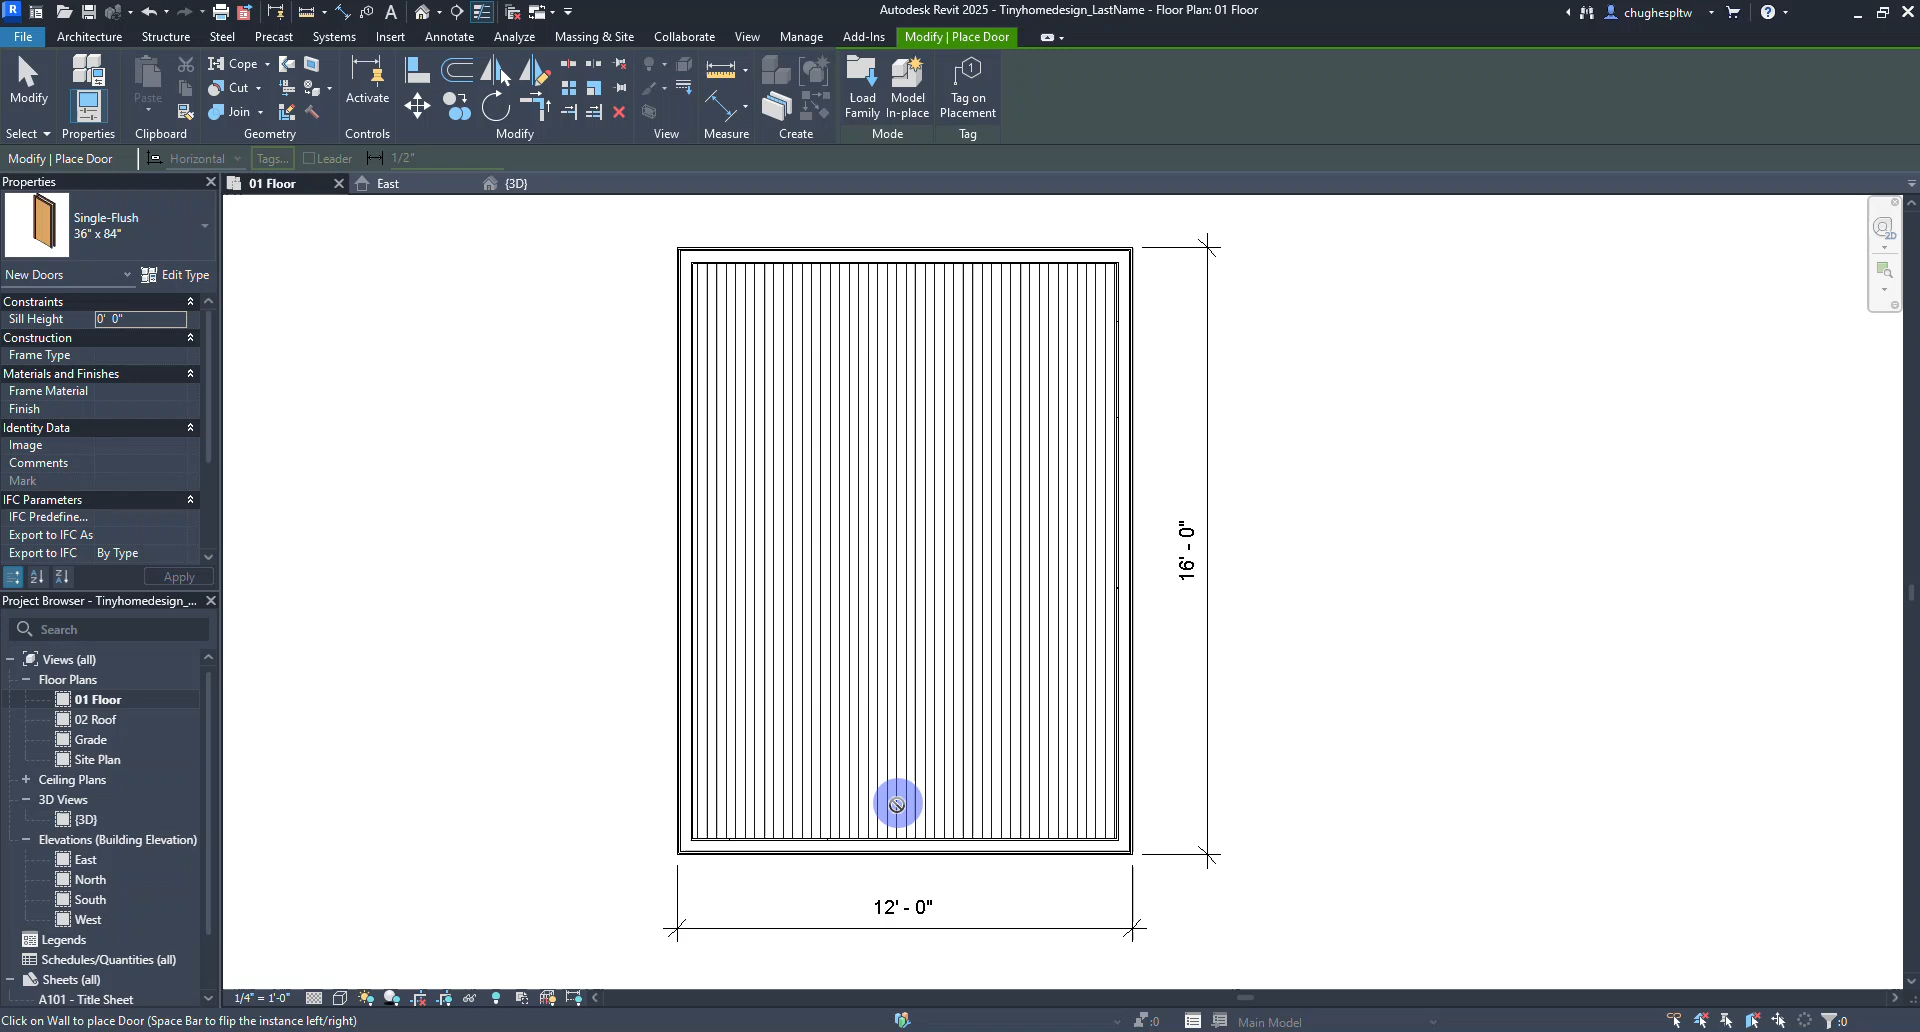 Autodesk Revit 2025 - Tinyhomedesign_LastName - Floor Plan: 01 Floor
chughespltw
File Architecture Structure Steel Precast Systems Insert Annotate Analyze Massing & Site Collaborate View Manage Add-Ins Modify | Place Door
Modify
Paste
Cope
Cut
Join
Activate
Load Family
Model In-place
Tag on Placement
Select Properties Clipboard Geometry Controls Modify View Measure Create Mode Tag
Modify | Place Door Horizontal Tags... Leader 1/2"
Properties
01 Floor East {3D}
Single-Flush
36" x 84"
New Doors Edit Type
Constraints
Sill Height 0' 0"
Construction
Frame Type
Materials and Finishes
Frame Material
Finish
Identity Data
Image
Comments
Mark
IFC Parameters
IFC Predefine...
Export to IFC As
Export to IFC By Type
Apply
Project Browser - Tinyhomedesign_...
Search
Views (all)
Floor Plans
01 Floor
02 Roof
Grade
Site Plan
Ceiling Plans
3D Views
{3D}
Elevations (Building Elevation)
East
North
South
West
Legends
Schedules/Quantities (all)
Sheets (all)
A101 - Title Sheet
16' - 0"
12' - 0"
1/4" = 1'-0"
Click on Wall to place Door (Space Bar to flip the instance left/right)
:0
Main Model
:0